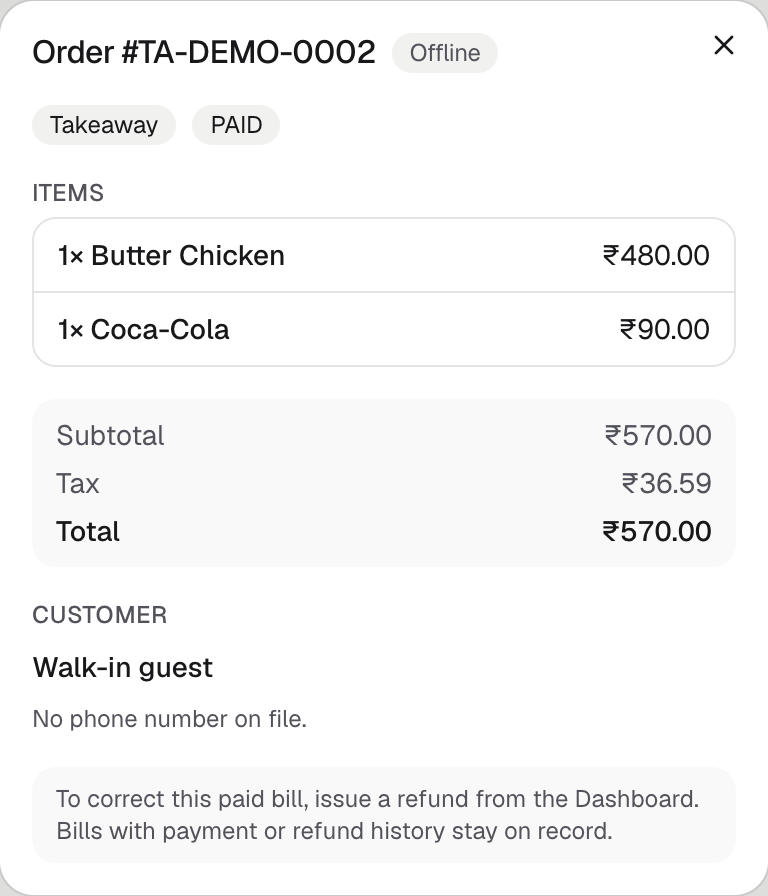 Order #TA-DEMO-0002 Offline
Takeaway PAID
ITEMS
1× Butter Chicken ₹480.00
1× Coca-Cola ₹90.00
Subtotal ₹570.00
Tax ₹36.59
Total ₹570.00
CUSTOMER
Walk-in guest
No phone number on file.
To correct this paid bill, issue a refund from the Dashboard.
Bills with payment or refund history stay on record.